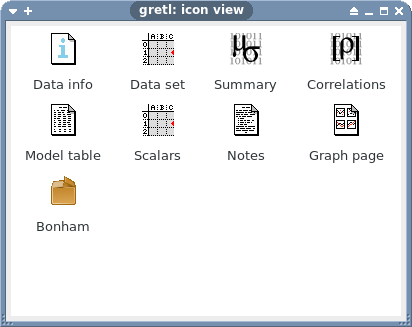 gretl: icon view
Data info Data set Summary Correlations
Model table Scalars Notes Graph page
Bonham